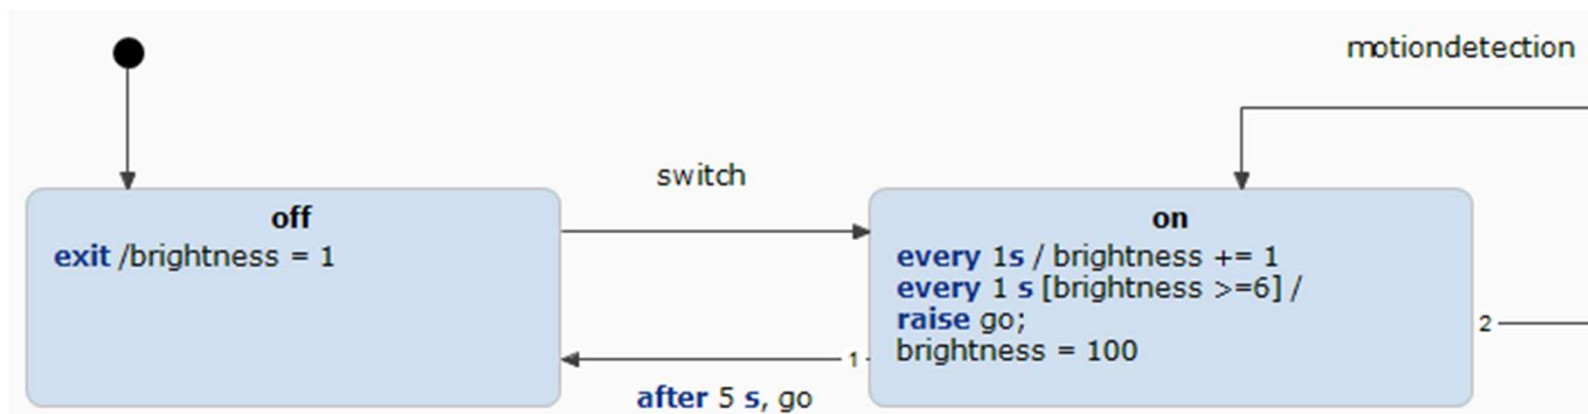 motiondetection
switch
off
exit /brightness = 1
on
every 1s / brightness += 1
every 1 s [brightness >=6] /
raise go;
brightness = 100
2
1
after 5 s, go